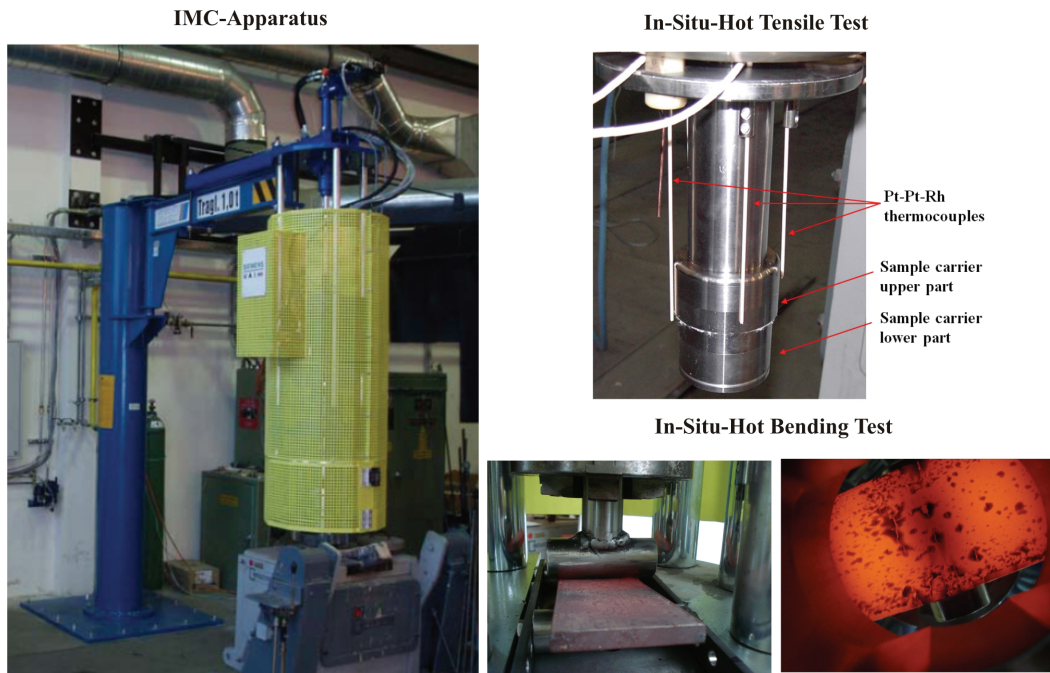 IMC-Apparatus
In-Situ-Hot Tensile Test
Tragl. 1,0 t
SIEMENS
Pt-Pt-Rh
thermocouples
Sample carrier
upper part
Sample carrier
lower part
In-Situ-Hot Bending Test